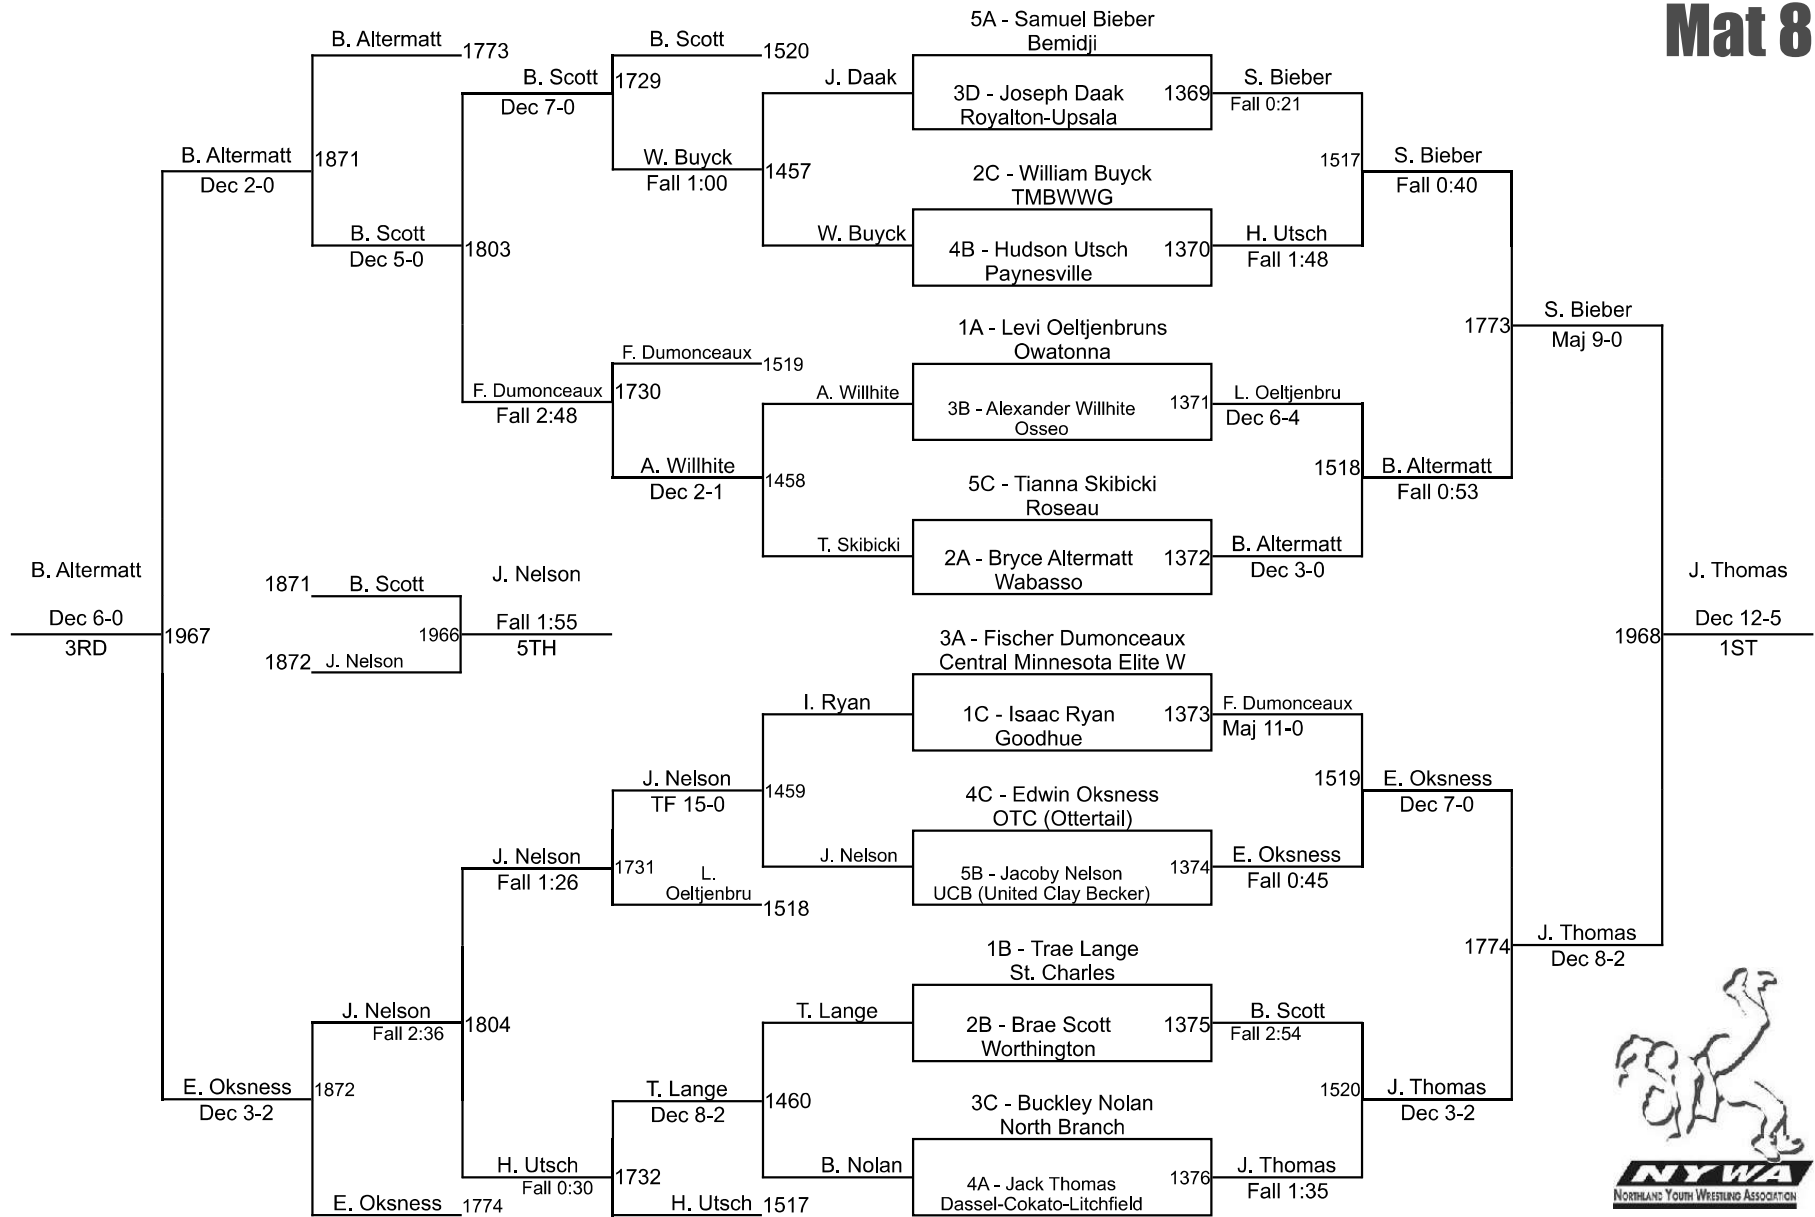 Mat 8
5A - Samuel Bieber
Bemidji
B. Altermatt
1773
B. Scott
1520
B. Scott
1729
Dec 7-0
J. Daak
3D - Joseph Daak
Royalton-Upsala
1369
S. Bieber
Fall 0:21
B. Altermatt
1871
Dec 2-0
W. Buyck
Fall 1:00
1457
2C - William Buyck
TMBWWG
1517
S. Bieber
Fall 0:40
B. Scott
Dec 5-0
1803
W. Buyck
4B - Hudson Utsch
Paynesville
1370
H. Utsch
Fall 1:48
1A - Levi Oeltjenbruns
Owatonna
1773
S. Bieber
Maj 9-0
F. Dumonceaux
1519
F. Dumonceaux
1730
Fall 2:48
A. Willhite
3B - Alexander Willhite
Osseo
1371
L. Oeltjenbru
Dec 6-4
A. Willhite
Dec 2-1
1458
5C - Tianna Skibicki
Roseau
1518
B. Altermatt
Fall 0:53
T. Skibicki
2A - Bryce Altermatt
Wabasso
1372
B. Altermatt
Dec 3-0
B. Altermatt
Dec 6-0
3RD
1967
1871
B. Scott
1872
J. Nelson
1966
J. Nelson
Fall 1:55
5TH
J. Thomas
1968
Dec 12-5
1ST
3A - Fischer Dumonceaux
Central Minnesota Elite W
I. Ryan
1C - Isaac Ryan
Goodhue
1373
F. Dumonceaux
Maj 11-0
J. Nelson
TF 15-0
1459
4C - Edwin Oksness
OTC (Ottertail)
1519
E. Oksness
Dec 7-0
J. Nelson
Fall 1:26
1731
L.
Oeltjenbru
1518
J. Nelson
5B - Jacoby Nelson
UCB (United Clay Becker)
1374
E. Oksness
Fall 0:45
1B - Trae Lange
St. Charles
1774
J. Thomas
Dec 8-2
J. Nelson
Fall 2:36
1804
T. Lange
2B - Brae Scott
Worthington
1375
B. Scott
Fall 2:54
E. Oksness
Dec 3-2
1872
T. Lange
Dec 8-2
1460
3C - Buckley Nolan
North Branch
1520
J. Thomas
Dec 3-2
H. Utsch
Fall 0:30
1732
B. Nolan
4A - Jack Thomas
Dassel-Cokato-Litchfield
1376
J. Thomas
Fall 1:35
E. Oksness
1774
H. Utsch
1517
NYWA
NORTHLAND YOUTH WRESTLING ASSOCIATION